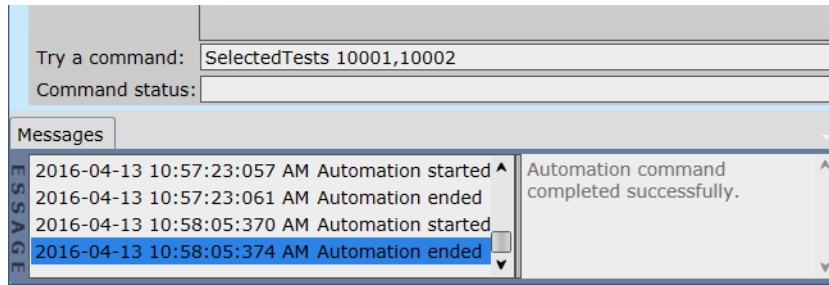 Try a command: SelectedTests 10001,10002
Command status:
Messages
ESSAGE
2016-04-13 10:57:23:057 AM Automation started
2016-04-13 10:57:23:061 AM Automation ended
2016-04-13 10:58:05:370 AM Automation started
2016-04-13 10:58:05:374 AM Automation ended
Automation command
completed successfully.